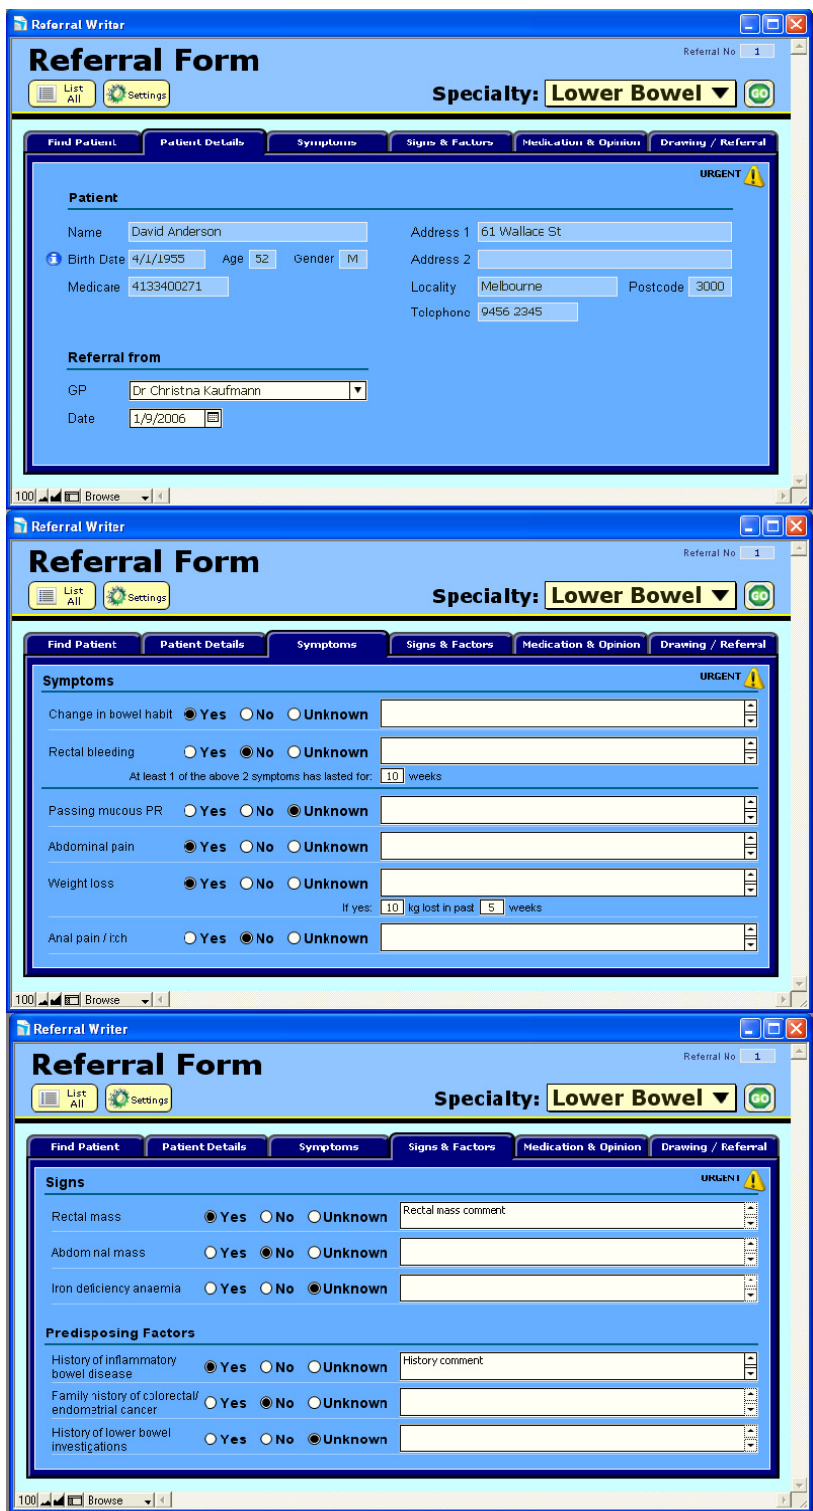 Referral Writer
Referral Form
Referral No 1
List All
Settings
Specialty: Lower Bowel
GO
Find Patient Patient Details Symptoms Signs & Factors Medication & Opinion Drawing / Referral
URGENT
Patient
Name David Anderson Address 1 61 Wallace St
Birth Date 4/1/1955 Age 52 Gender M Address 2
Medicare 4133400271 Locality Melbourne Postcode 3000
Telephone 9456 2345
Referral from
GP Dr Christna Kaufmann
Date 1/9/2006
100 Browse
Referral Writer
Referral Form
Referral No 1
List All
Settings
Specialty: Lower Bowel
GO
Find Patient Patient Details Symptoms Signs & Factors Medication & Opinion Drawing / Referral
Symptoms URGENT
Change in bowel habit Yes No Unknown
Rectal bleeding Yes No Unknown
At least 1 of the above 2 symptoms has lasted for: 10 weeks
Passing mucous PR Yes No Unknown
Abdominal pain Yes No Unknown
Weight loss Yes No Unknown
If yes: 10 kg lost in past 5 weeks
Anal pain / itch Yes No Unknown
100 Browse
Referral Writer
Referral Form
Referral No 1
List All
Settings
Specialty: Lower Bowel
GO
Find Patient Patient Details Symptoms Signs & Factors Medication & Opinion Drawing / Referral
Signs URGENT
Rectal mass Yes No Unknown Rectal mass comment
Abdominal mass Yes No Unknown
Iron deficiency anaemia Yes No Unknown
Predisposing Factors
History of inflammatory
bowel disease Yes No Unknown History comment
Family history of colorectal/
endometrial cancer Yes No Unknown
History of lower bowel
investigations Yes No Unknown
100 Browse